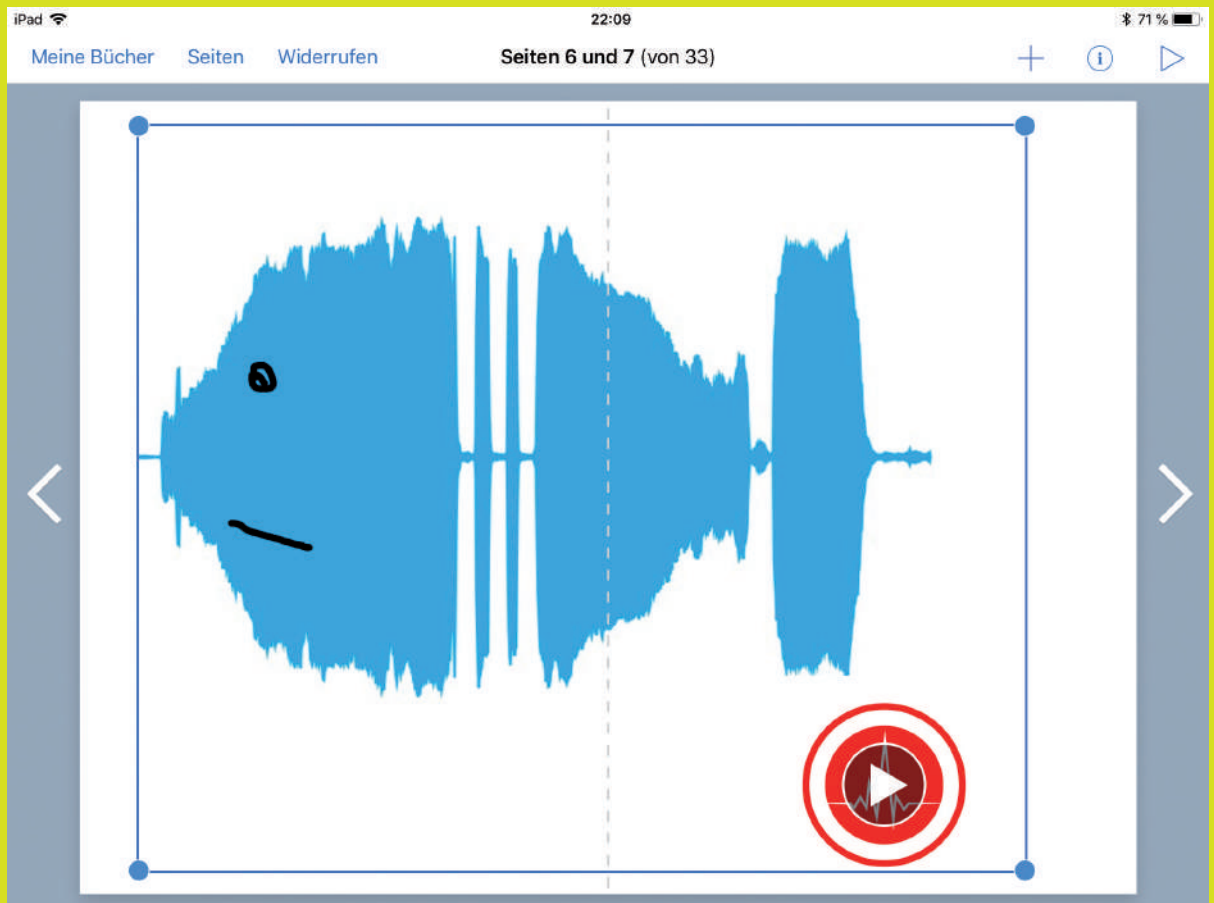 iPad 22:09 71 %
Meine Bücher Seiten Widerrufen Seiten 6 und 7 (von 33)